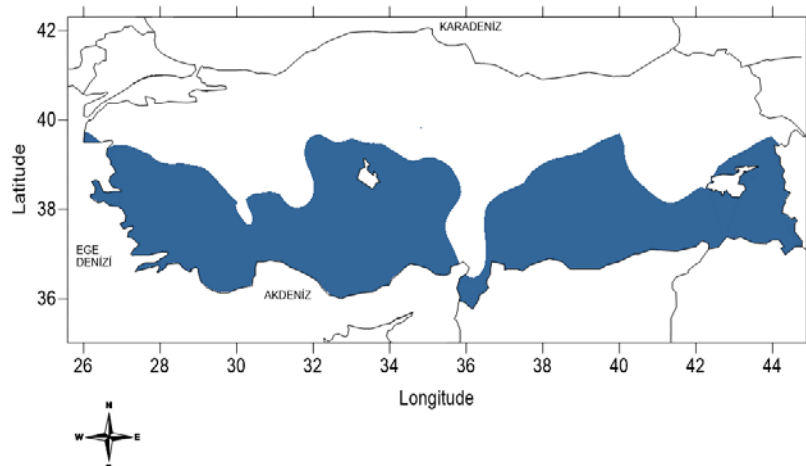 KARADENİZ
42
40
38
36
Latitude
EGE
DENİZİ
AKDENİZ
26 28 30 32 34 36 38 40 42 44
Longitude
N
W E